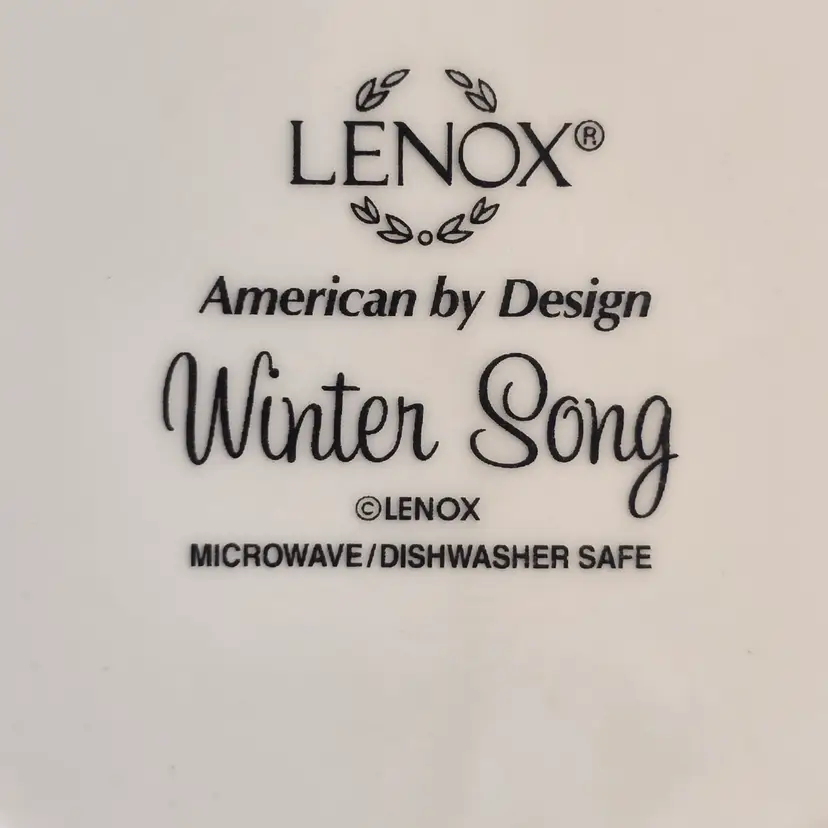 LENOX®
American by Design
Winter Song
©LENOX
MICROWAVE/DISHWASHER SAFE